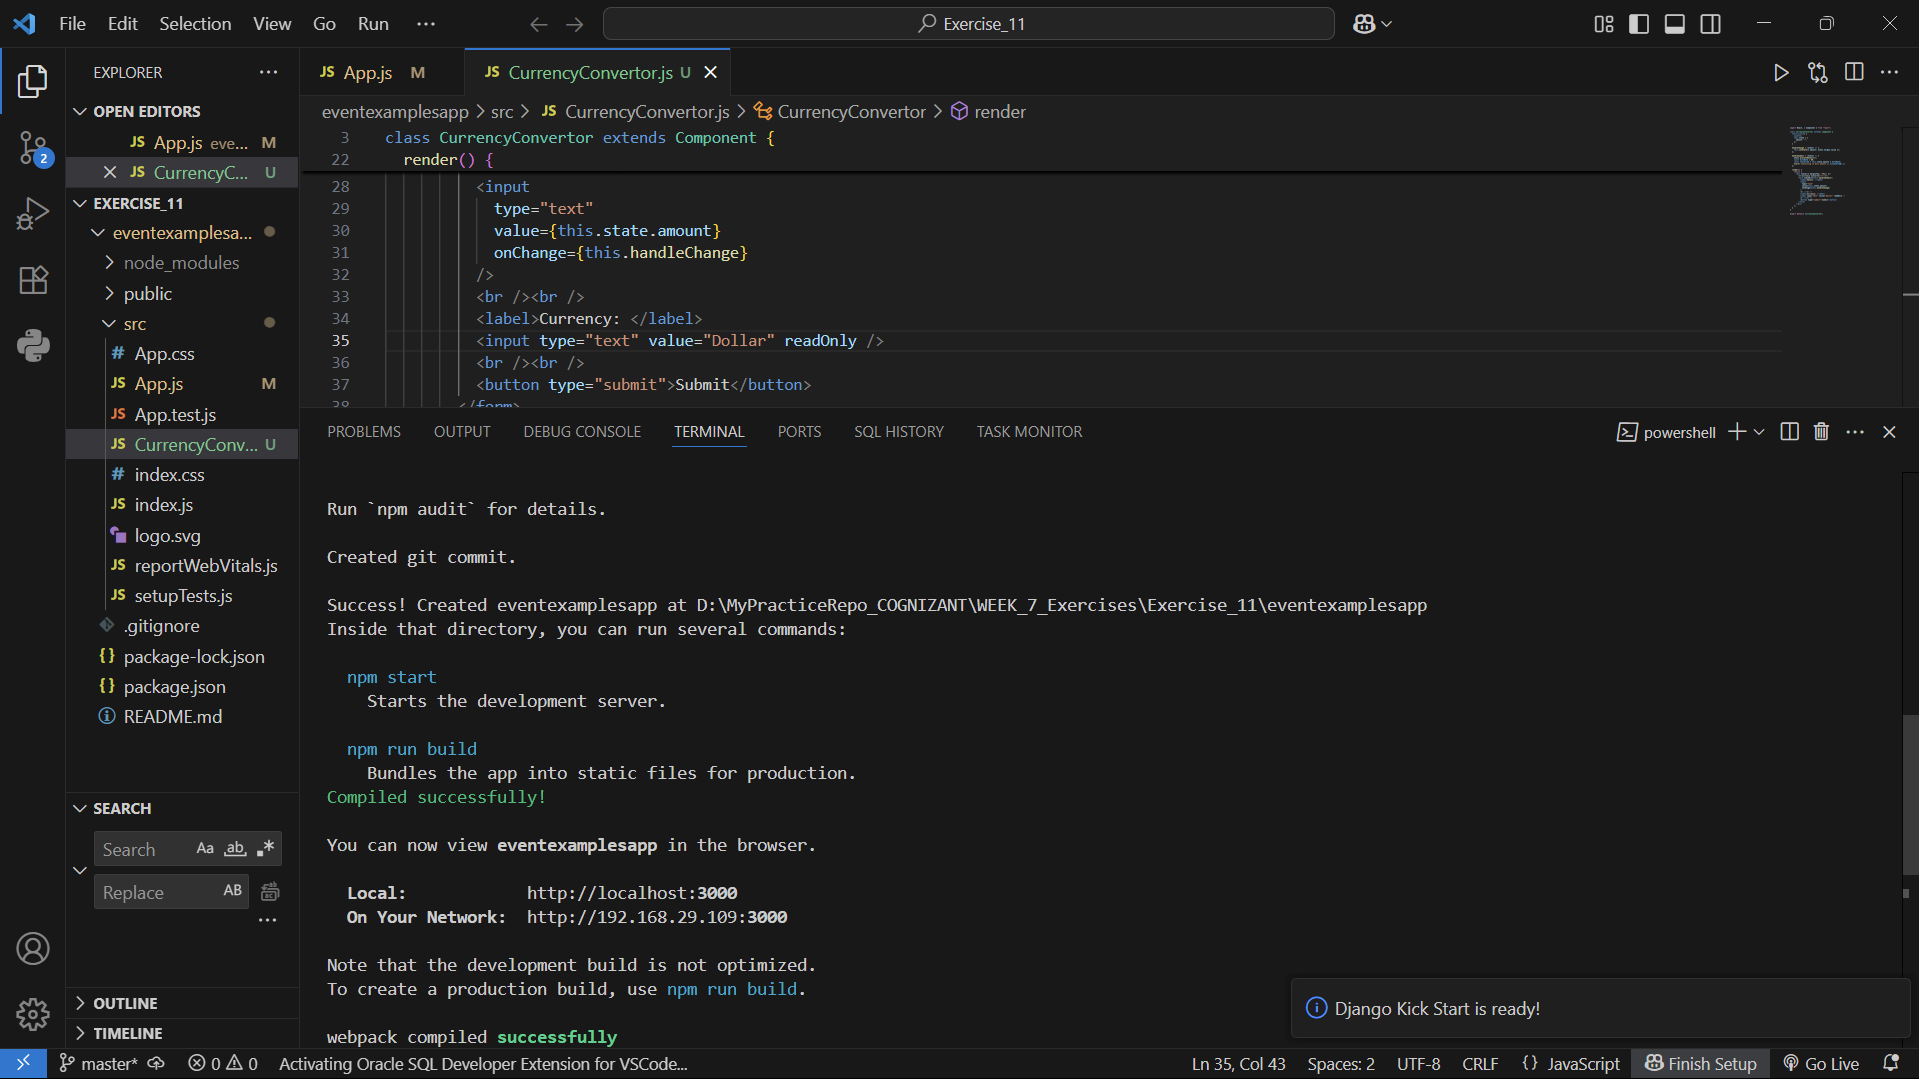 File Edit Selection View Go Run ···
Exercise_11
EXPLORER ···
OPEN EDITORS
JS App.js eve... M
JS CurrencyC... U
EXERCISE_11
eventexamplesa...
node_modules
public
src
# App.css
JS App.js M
JS App.test.js
JS CurrencyConv... U
# index.css
JS index.js
logo.svg
JS reportWebVitals.js
JS setupTests.js
.gitignore
{} package-lock.json
{} package.json
README.md
SEARCH
Search Aa ab .*
Replace AB
···
OUTLINE
TIMELINE
2
JS App.js M
JS CurrencyConvertor.js U
eventexamplesapp > src > JS CurrencyConvertor.js > CurrencyConvertor > render
3 class CurrencyConvertor extends Component {
22 render() {
28 <input
29 type="text"
30 value={this.state.amount}
31 onChange={this.handleChange}
32 />
33 <br /><br />
34 <label>Currency: </label>
35 <input type="text" value="Dollar" readOnly />
36 <br /><br />
37 <button type="submit">Submit</button>
38 </form>
PROBLEMS OUTPUT DEBUG CONSOLE TERMINAL PORTS SQL HISTORY TASK MONITOR
powershell
Run `npm audit` for details.
Created git commit.
Success! Created eventexamplesapp at D:\MyPracticeRepo_COGNIZANT\WEEK_7_Exercises\Exercise_11\eventexamplesapp
Inside that directory, you can run several commands:
npm start
Starts the development server.
npm run build
Bundles the app into static files for production.
Compiled successfully!
You can now view eventexamplesapp in the browser.
Local: http://localhost:3000
On Your Network: http://192.168.29.109:3000
Note that the development build is not optimized.
To create a production build, use npm run build.
webpack compiled successfully
Django Kick Start is ready!
master* 0 0 Activating Oracle SQL Developer Extension for VSCode...
Ln 35, Col 43 Spaces: 2 UTF-8 CRLF {} JavaScript Finish Setup Go Live